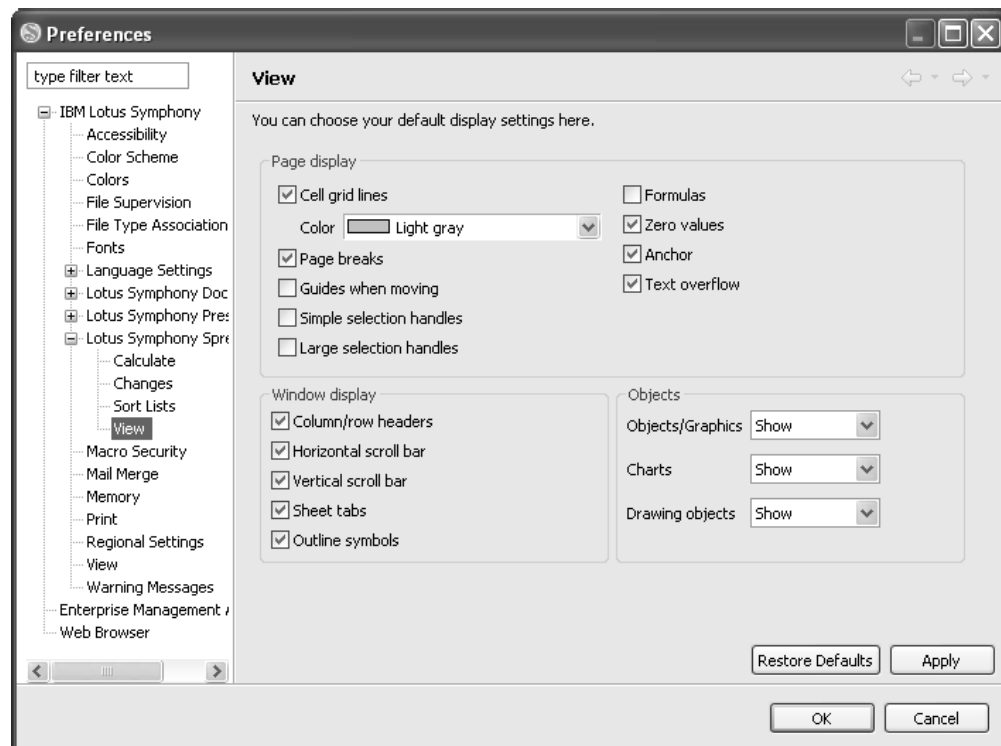 Preferences
type filter text
IBM Lotus Symphony
Accessibility
Color Scheme
Colors
File Supervision
File Type Association
Fonts
Language Settings
Lotus Symphony Doc
Lotus Symphony Pres
Lotus Symphony Spre
Calculate
Changes
Sort Lists
View
Macro Security
Mail Merge
Memory
Print
Regional Settings
View
Warning Messages
Enterprise Management
Web Browser
View
You can choose your default display settings here.
Page display
Cell grid lines
Color Light gray
Page breaks
Guides when moving
Simple selection handles
Large selection handles
Formulas
Zero values
Anchor
Text overflow
Window display
Column/row headers
Horizontal scroll bar
Vertical scroll bar
Sheet tabs
Outline symbols
Objects
Objects/Graphics Show
Charts Show
Drawing objects Show
Restore Defaults Apply
OK Cancel